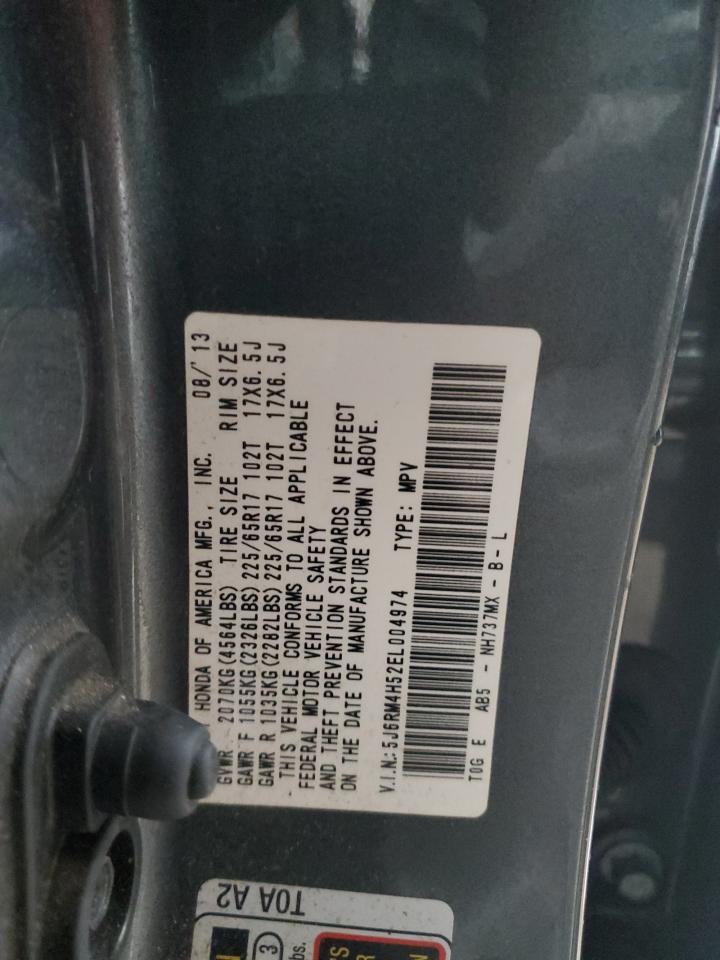 HONDA OF AMERICA MFG., INC. 08/'13
GVWR 2070KG(4564LBS) TIRE SIZE RIM SIZE
GAWR F 1055KG(2326LBS) 225/65R17 102T 17X6.5J
GAWR R 1035KG(2282LBS) 225/65R17 102T 17X6.5J
THIS VEHICLE CONFORMS TO ALL APPLICABLE
FEDERAL MOTOR VEHICLE SAFETY
AND THEFT PREVENTION STANDARDS IN EFFECT
ON THE DATE OF MANUFACTURE SHOWN ABOVE.
V.I.N.: 5J6RM4H52EL004974 TYPE: MPV
T0G E AB5 - NH737MX - B - L
T0A A2
3